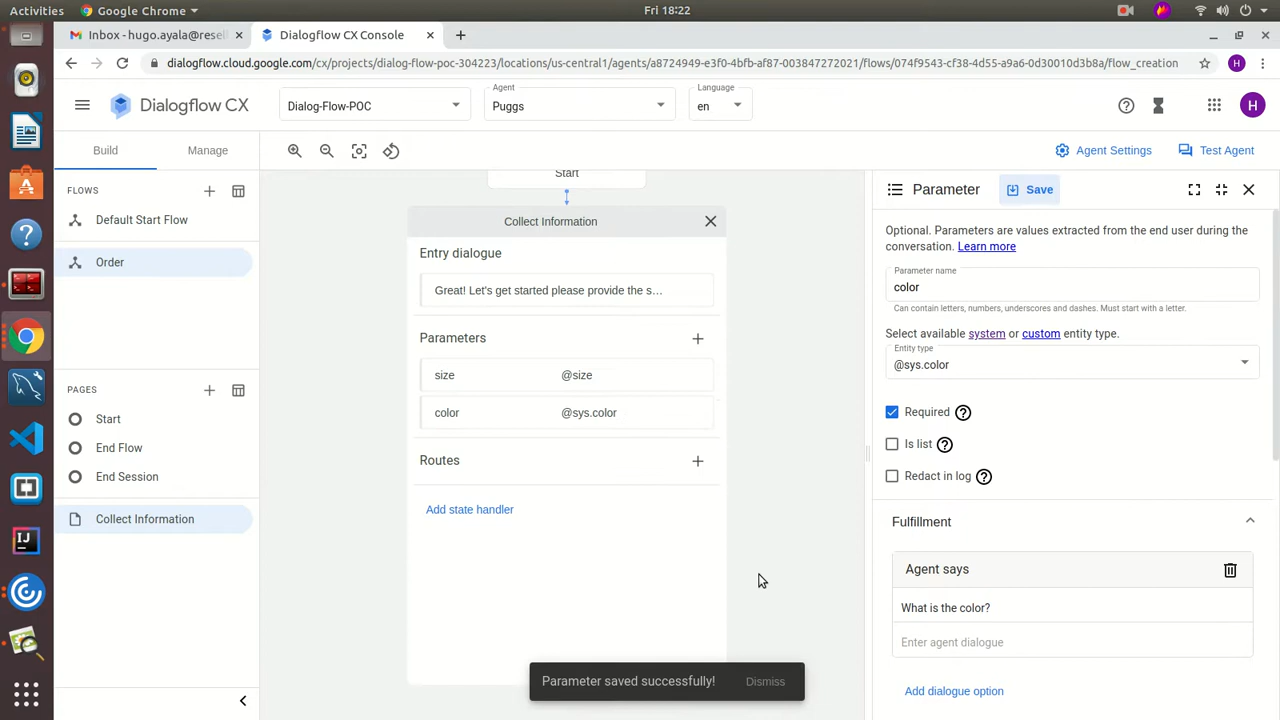 Activities
Google Chrome
Fri 18:22
Inbox - hugo.ayala@resell
Dialogflow CX Console
dialogflow.cloud.google.com/cx/projects/dialog-flow-poc-304223/locations/us-central1/agents/a8724949-e3f0-4bfb-af87-003847272021/flows/074f9543-cf38-4d55-a9a6-0d30010d3b8a/flow_creation
H
Dialogflow CX
Dialog-Flow-POC
Agent
Puggs
Language
en
H
Build
Manage
Agent Settings
Test Agent
FLOWS
Default Start Flow
Order
PAGES
Start
End Flow
End Session
Collect Information
Start
Collect Information
Entry dialogue
Great! Let's get started please provide the s...
Parameters
size @size
color @sys.color
Routes
Add state handler
Parameter
Save
Optional. Parameters are values extracted from the end user during the
conversation. Learn more
Parameter name
color
Can contain letters, numbers, underscores and dashes. Must start with a letter.
Select available system or custom entity type.
Entity type
@sys.color
Required
Is list
Redact in log
Fulfillment
Agent says
What is the color?
Enter agent dialogue
Add dialogue option
Parameter saved successfully!
Dismiss